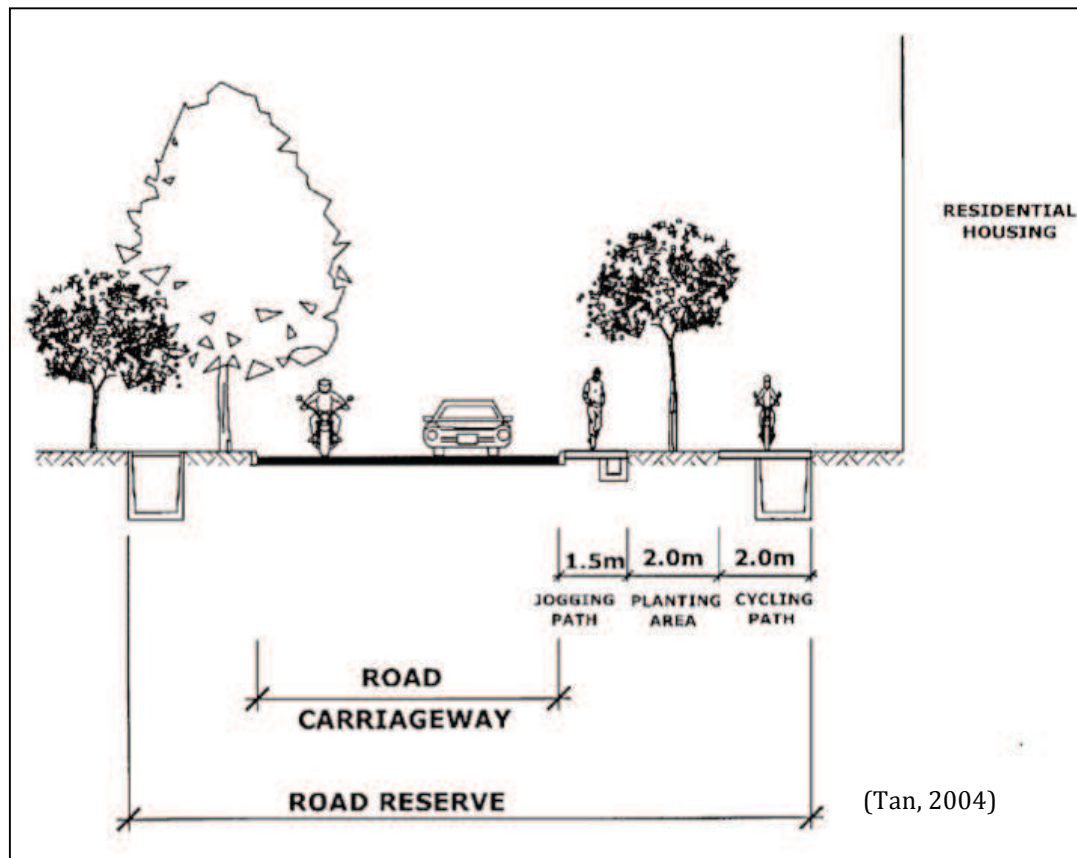 RESIDENTIAL
HOUSING
1.5m 2.0m 2.0m
JOGGING PATH
PLANTING AREA
CYCLING PATH
ROAD
CARRIAGEWAY
ROAD RESERVE
(Tan, 2004)